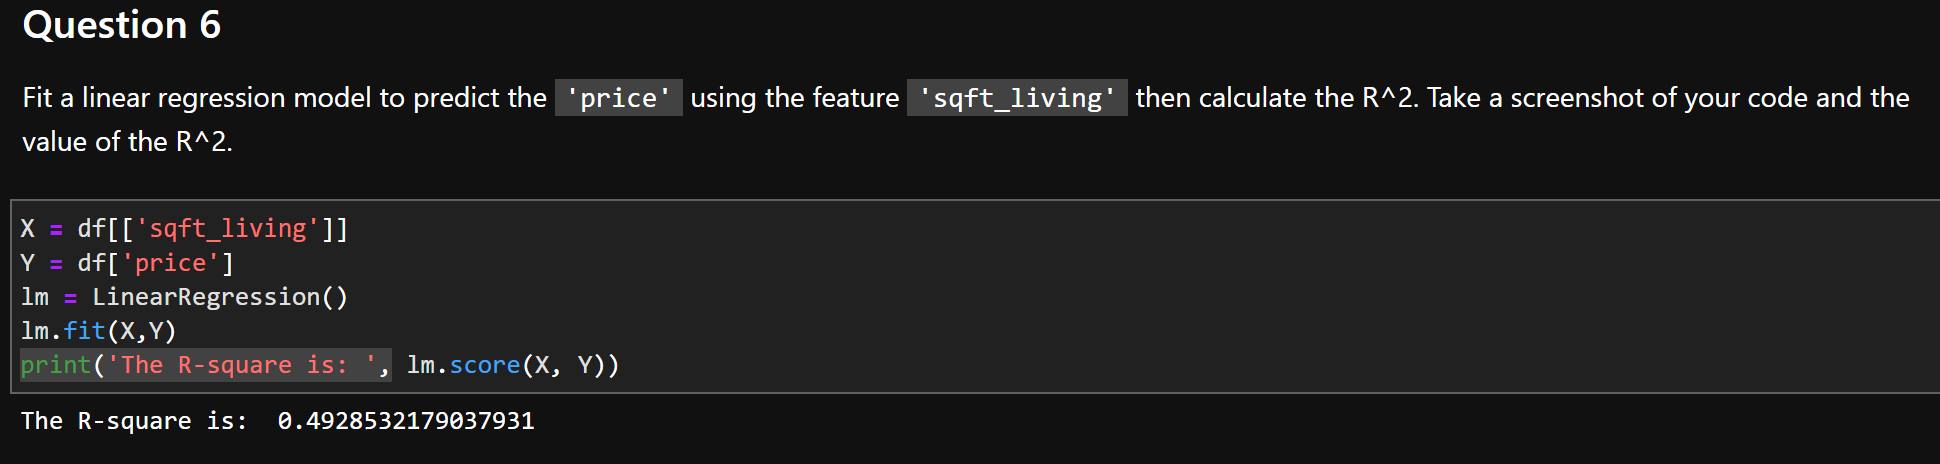 Question 6
Fit a linear regression model to predict the 'price' using the feature 'sqft_living' then calculate the R^2. Take a screenshot of your code and the
value of the R^2.
X = df[['sqft_living']]
Y = df['price']
lm = LinearRegression()
lm.fit(X,Y)
print('The R-square is: ', lm.score(X, Y))
The R-square is:  0.4928532179037931